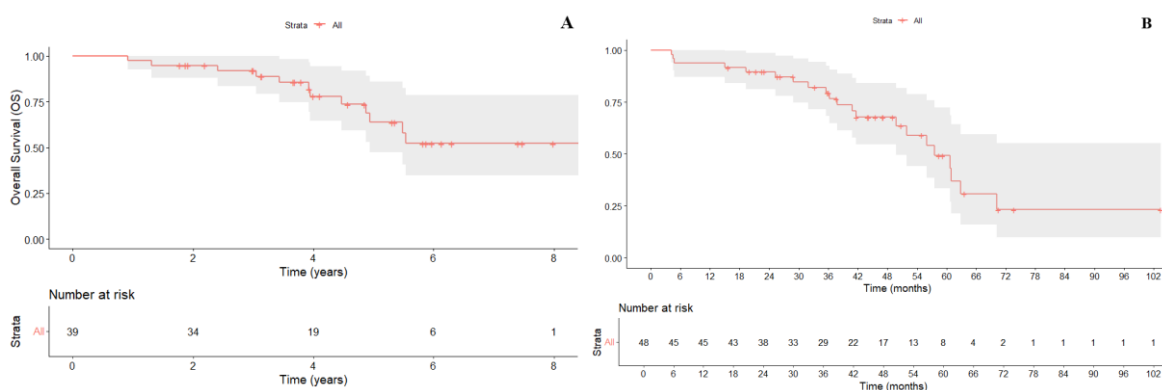 Strata All
A
Overall Survival (OS)
1.00
0.75
0.50
0.25
0.00
0 2 4 6 8
Time (years)
Number at risk
Strata
All 39 34 19 6 1
0 2 4 6 8
Time (years)
Strata All
B
1.00
0.75
0.50
0.25
0.00
0 6 12 18 24 30 36 42 48 54 60 66 72 78 84 90 96 102
Time (months)
Number at risk
Strata
All 48 45 45 43 38 33 29 22 17 13 8 4 2 1 1 1 1 1
0 6 12 18 24 30 36 42 48 54 60 66 72 78 84 90 96 102
Time (months)